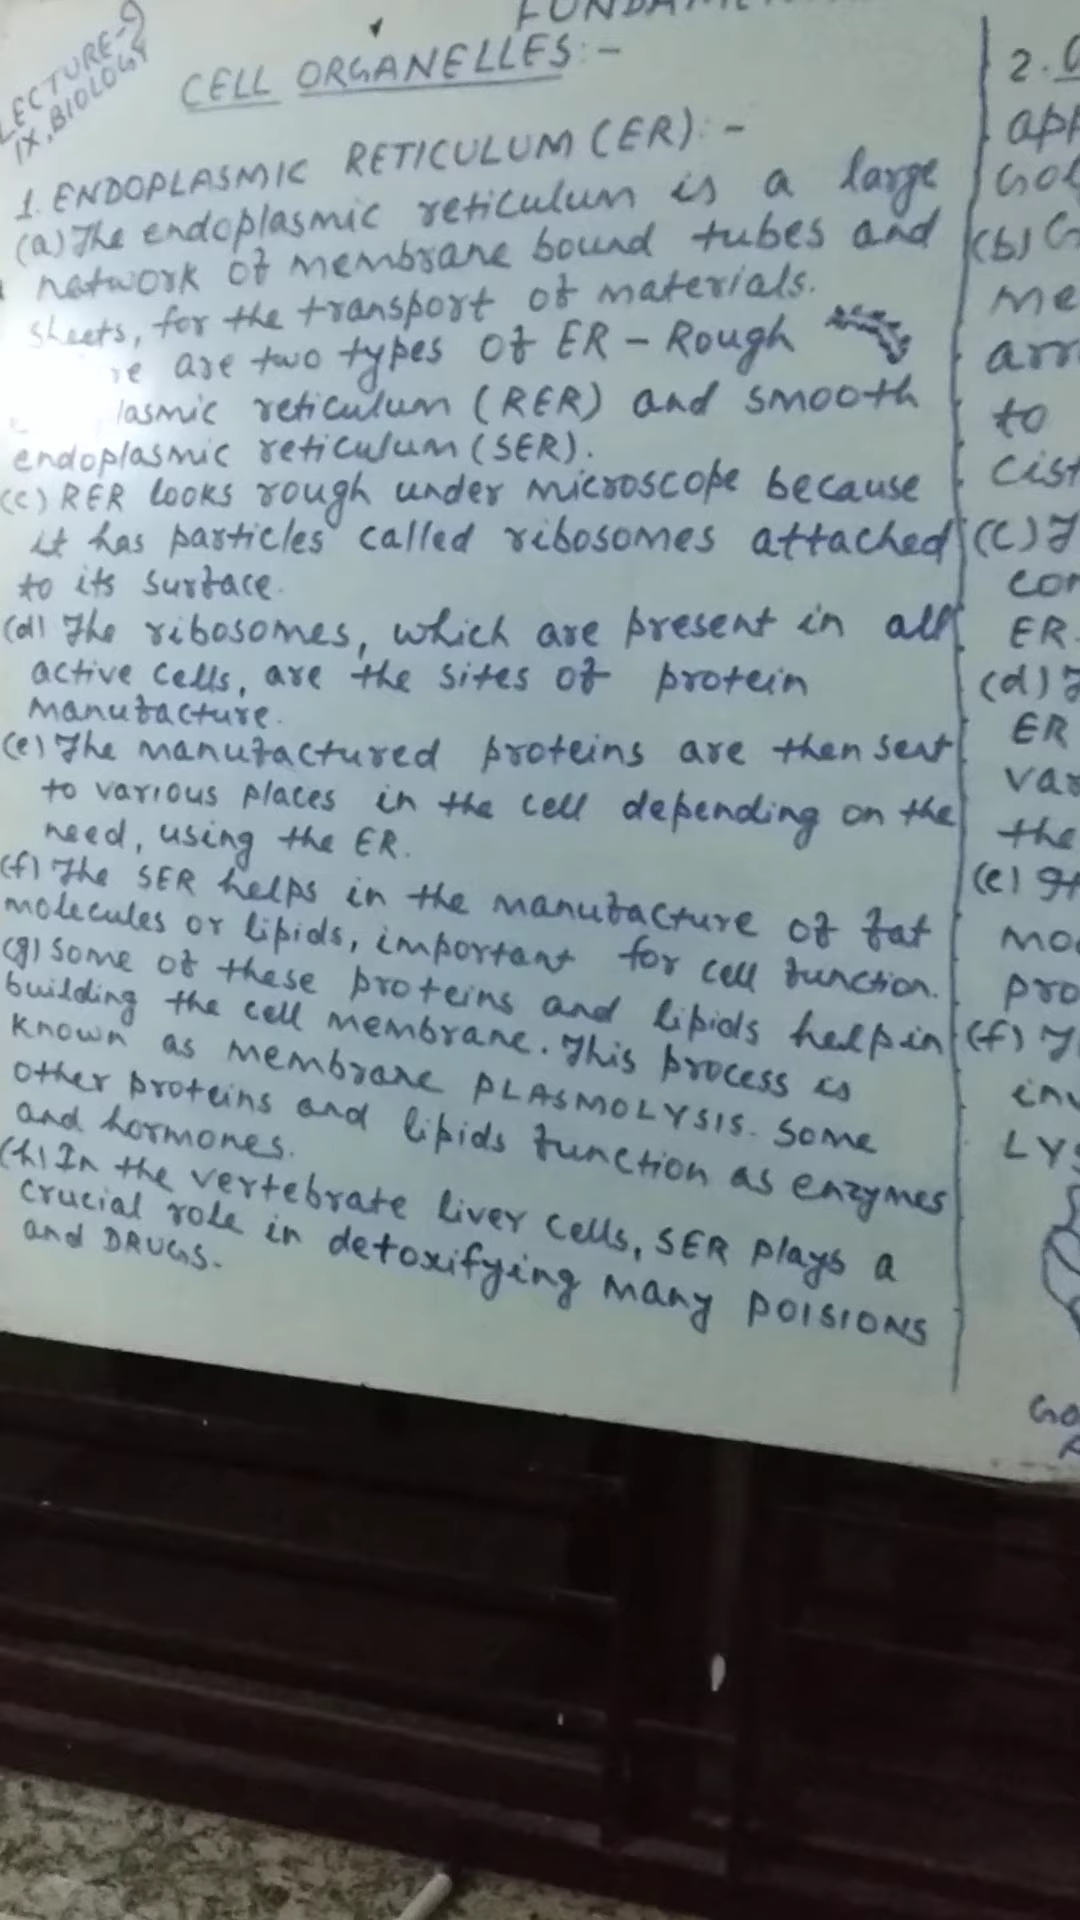 FUNDAMEN
LECTURE-9
IX, BIOLOGY
CELL ORGANELLES:-
1. ENDOPLASMIC RETICULUM (ER):-
(a) The endoplasmic reticulum is a large
network of membrane bound tubes and
sheets, for the transport of materials.
re are two types of ER - Rough
lasmic reticulum (RER) and smooth
endoplasmic reticulum (SER).
(c) RER looks rough under microscope because
it has particles called ribosomes attached
to its surface.
(d) The ribosomes, which are present in all
active cells, are the sites of protein
manufacture.
(e) The manufactured proteins are then sent
to various places in the cell depending on the
need, using the ER.
(f) The SER helps in the manufacture of fat
molecules or lipids, important for cell function.
(g) Some of these proteins and lipids help in
building the cell membrane. This process is
known as membrane PLASMOLYSIS. Some
other proteins and lipids function as enzymes
and hormones.
(h) In the vertebrate liver cells, SER plays a
crucial role in detoxifying many POISIONS
and DRUGS.
2. 
app
Gol
(b) G
me
arr
to
cist
(c) T
con
ER
(d) T
ER
var
the
(e) It
mo
pro
(f) T
inv
LYS
Go
A